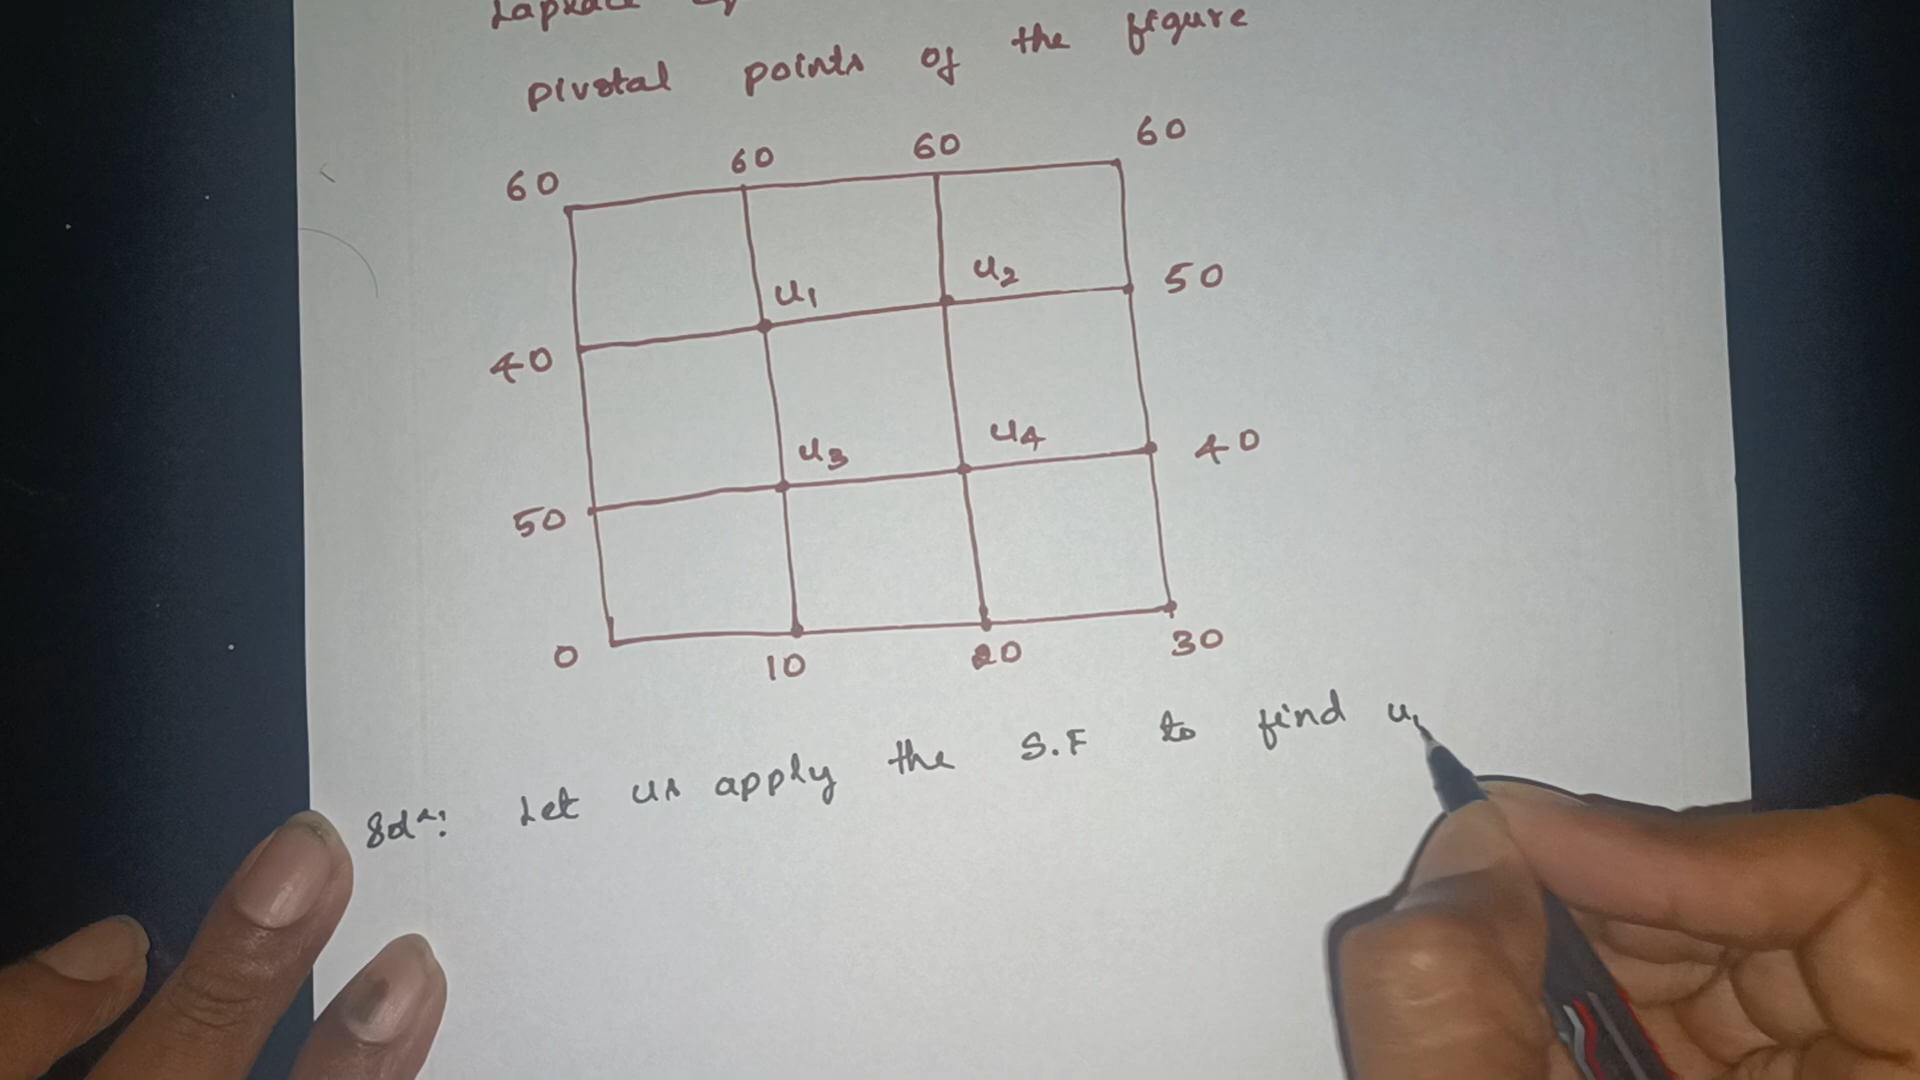 pivotal points of the figure
60 60 60 60
u1 u2 50
40
u3 u4 40
50
0 10 20 30
Let us apply the S.F to find u1